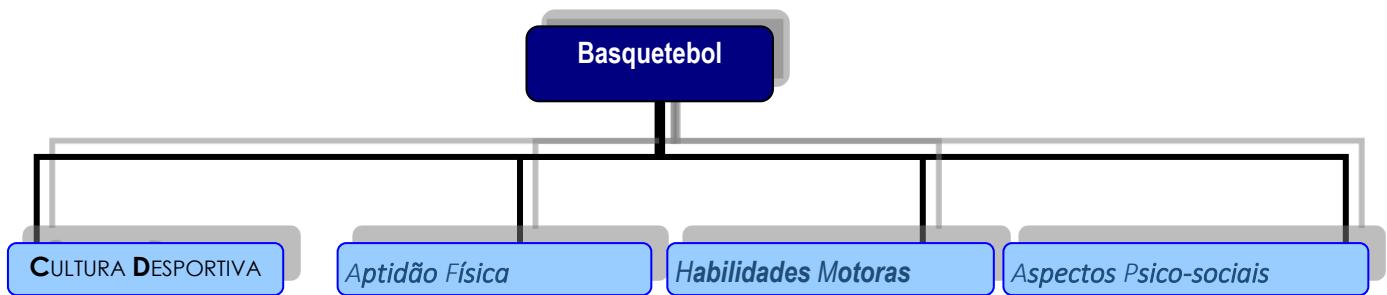 Basquetebol
CULTURA DESPORTIVA
Aptidão Física
Habilidades Motoras
Aspectos Psico-sociais